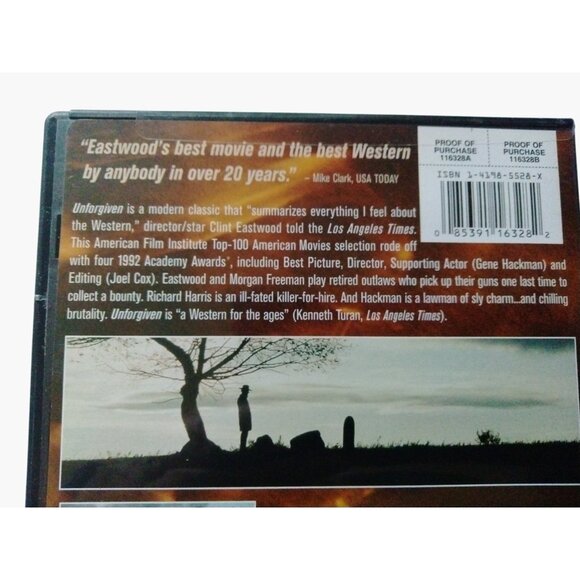 “Eastwood's best movie and the best Western
by anybody in over 20 years.” – Mike Clark, USA TODAY
PROOF OF PURCHASE 116328A
PROOF OF PURCHASE 116328B
ISBN 1-4198-5528-X
0 85391 16328 2
Unforgiven is a modern classic that “summarizes everything I feel about
the Western,” director/star Clint Eastwood told the Los Angeles Times.
This American Film Institute Top-100 American Movies selection rode off
with four 1992 Academy Awards®, including Best Picture, Director, Supporting Actor (Gene Hackman) and
Editing (Joel Cox). Eastwood and Morgan Freeman play retired outlaws who pick up their guns one last time to
collect a bounty. Richard Harris is an ill-fated killer-for-hire. And Hackman is a lawman of sly charm...and chilling
brutality. Unforgiven is “a Western for the ages” (Kenneth Turan, Los Angeles Times).